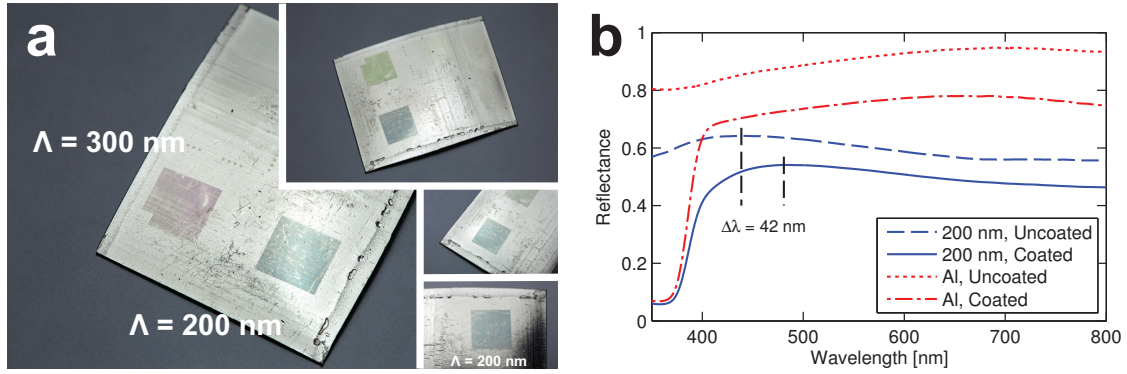 a
Λ = 300 nm
Λ = 200 nm
Λ = 200 nm
b
1
0.8
0.6
0.4
0.2
0
Reflectance
Δλ = 42 nm
200 nm, Uncoated
200 nm, Coated
Al, Uncoated
Al, Coated
400 500 600 700 800
Wavelength [nm]